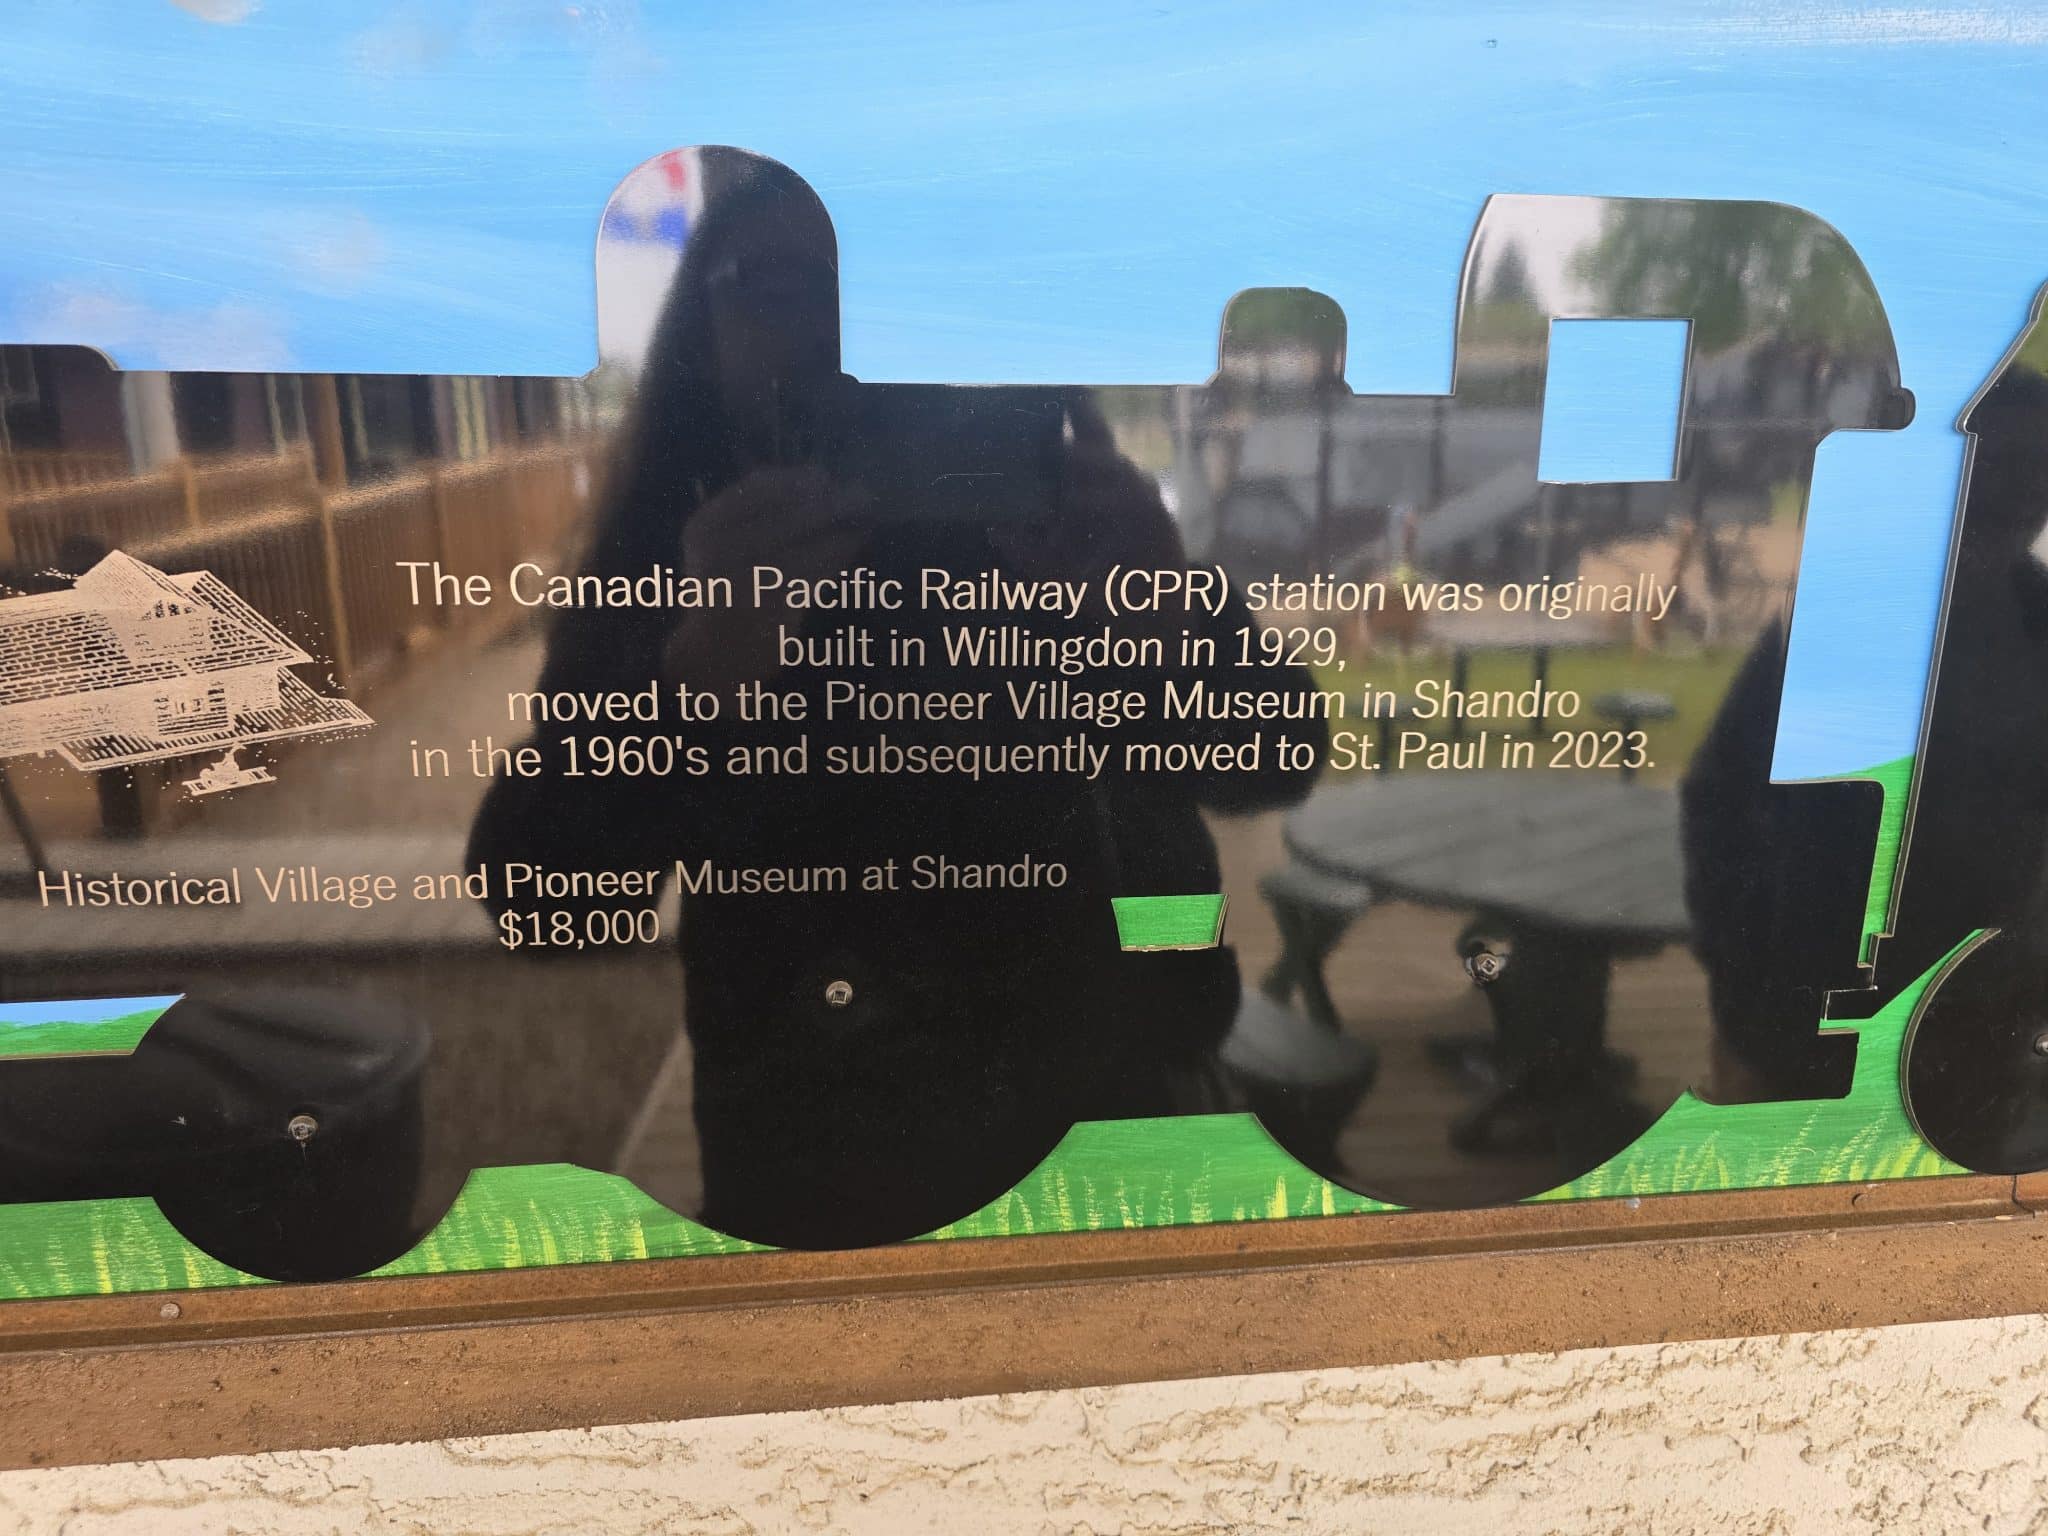 The Canadian Pacific Railway (CPR) station was originally
built in Willingdon in 1929,
moved to the Pioneer Village Museum in Shandro
in the 1960's and subsequently moved to St. Paul in 2023.
Historical Village and Pioneer Museum at Shandro
$18,000